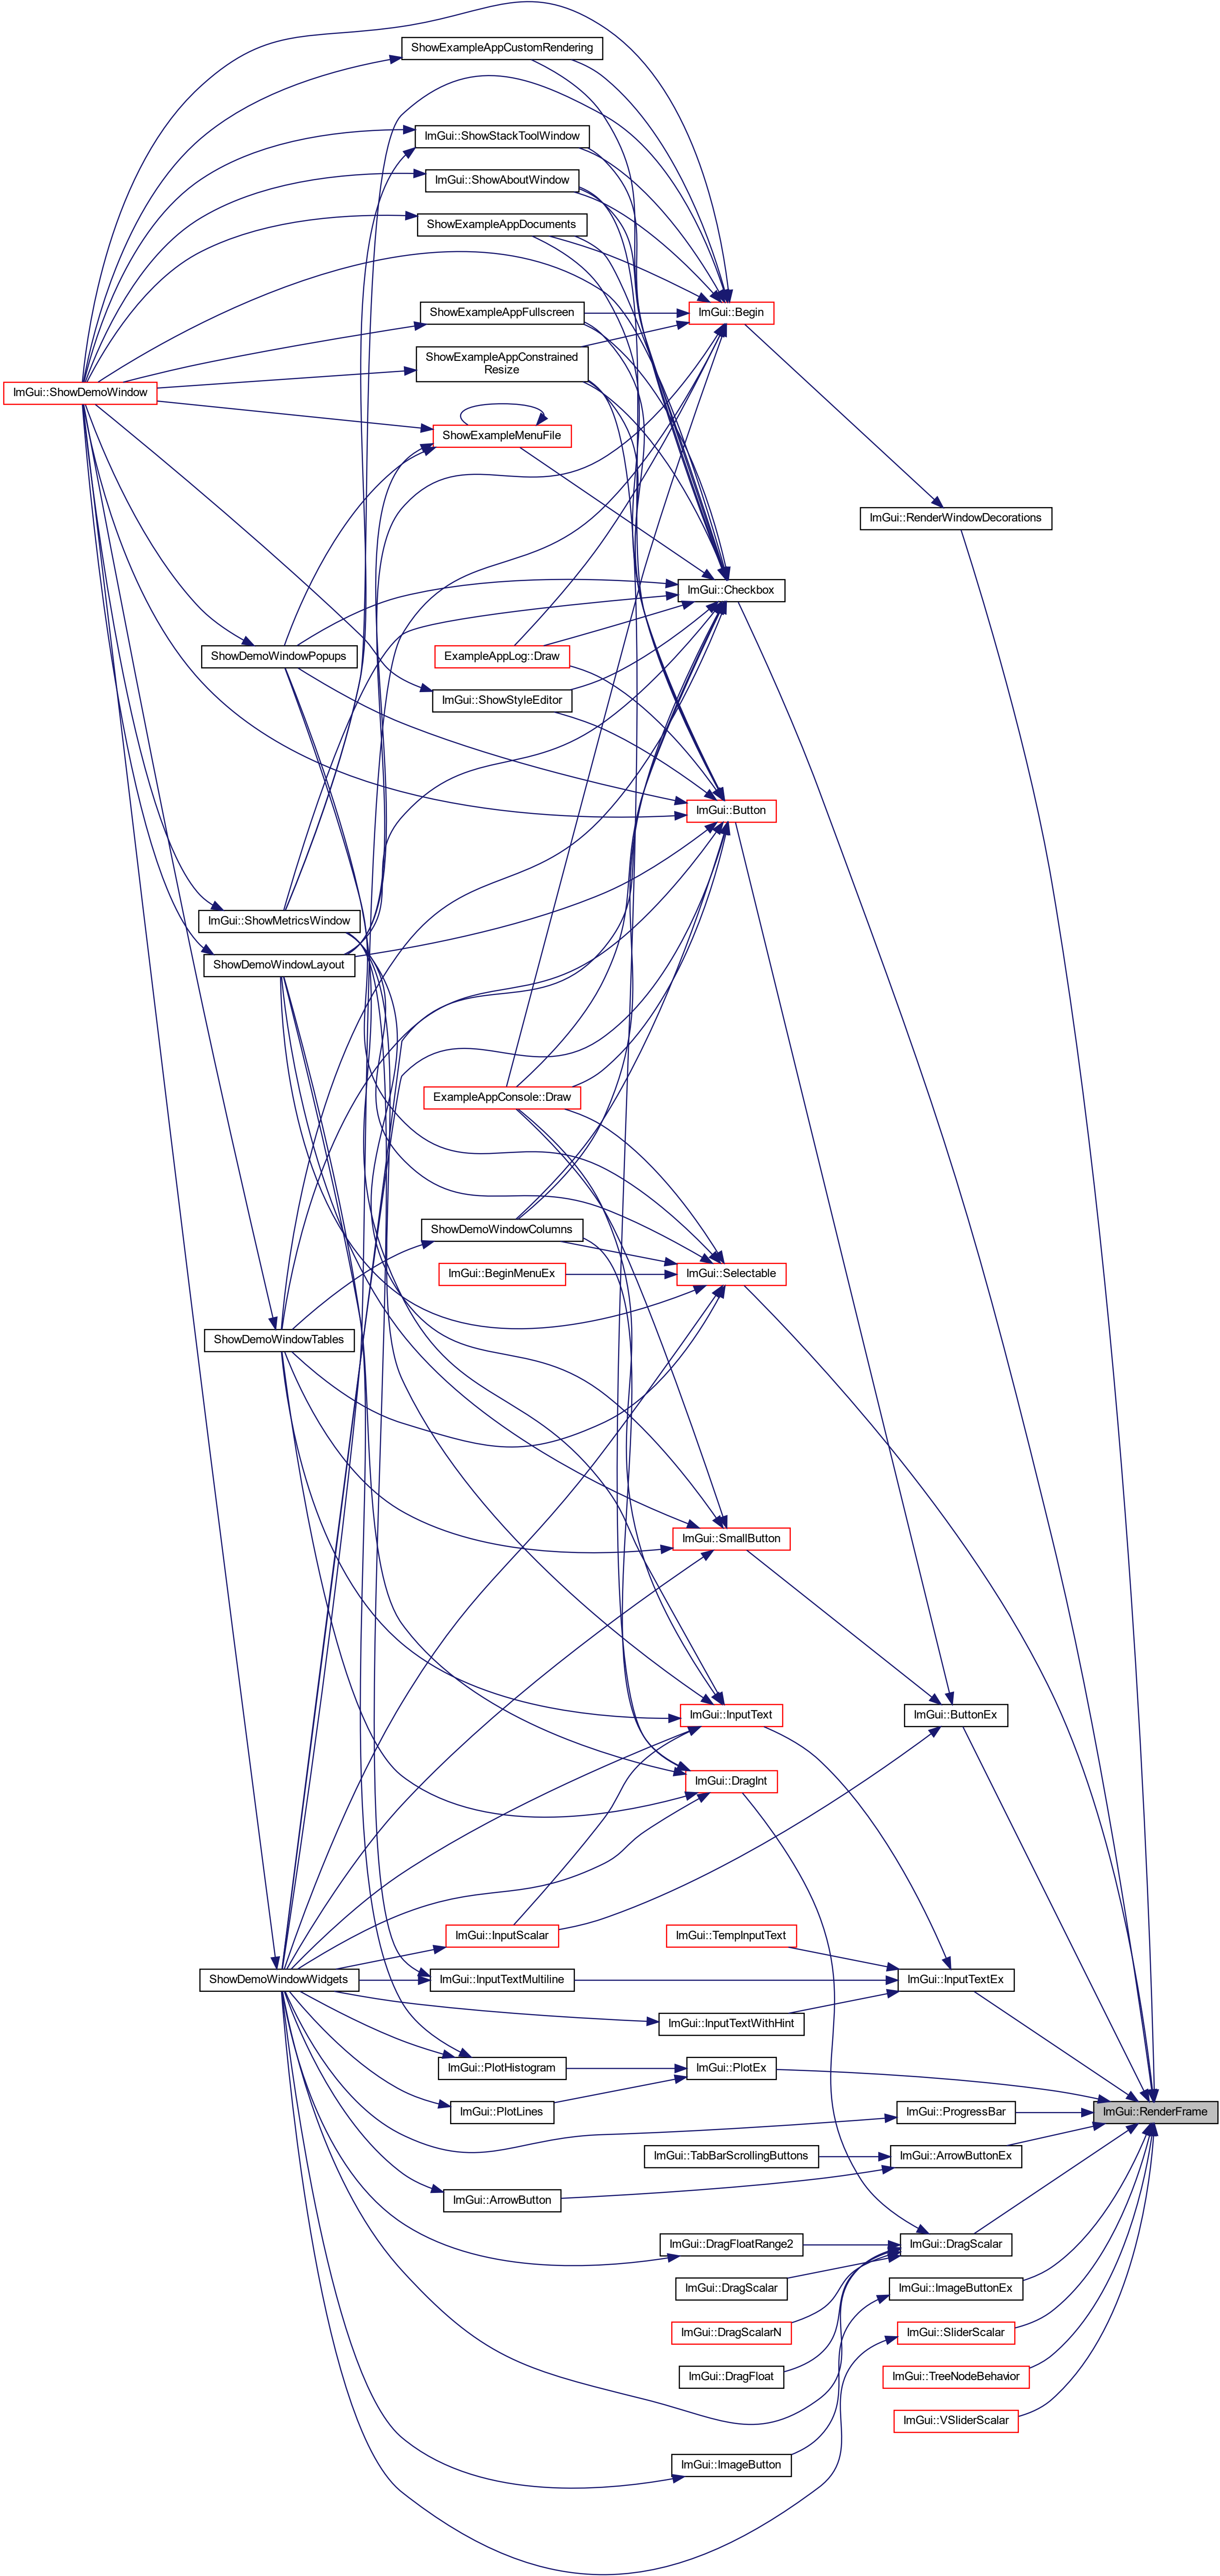 ShowExampleAppCustomRendering
ImGui::ShowStackToolWindow
ImGui::ShowAboutWindow
ShowExampleAppDocuments
ShowExampleAppFullscreen
ImGui::Begin
ShowExampleAppConstrained
Resize
ImGui::ShowDemoWindow
ShowExampleMenuFile
ImGui::RenderWindowDecorations
ImGui::Checkbox
ShowDemoWindowPopups
ExampleAppLog::Draw
ImGui::ShowStyleEditor
ImGui::Button
ImGui::ShowMetricsWindow
ShowDemoWindowLayout
ExampleAppConsole::Draw
ShowDemoWindowColumns
ImGui::BeginMenuEx
ImGui::Selectable
ShowDemoWindowTables
ImGui::SmallButton
ImGui::InputText
ImGui::ButtonEx
ImGui::DragInt
ImGui::InputScalar
ImGui::TempInputText
ShowDemoWindowWidgets
ImGui::InputTextMultiline
ImGui::InputTextEx
ImGui::InputTextWithHint
ImGui::PlotHistogram
ImGui::PlotEx
ImGui::PlotLines
ImGui::ProgressBar
ImGui::RenderFrame
ImGui::TabBarScrollingButtons
ImGui::ArrowButtonEx
ImGui::ArrowButton
ImGui::DragFloatRange2
ImGui::DragScalar
ImGui::DragScalar
ImGui::ImageButtonEx
ImGui::DragScalarN
ImGui::SliderScalar
ImGui::DragFloat
ImGui::TreeNodeBehavior
ImGui::VSliderScalar
ImGui::ImageButton